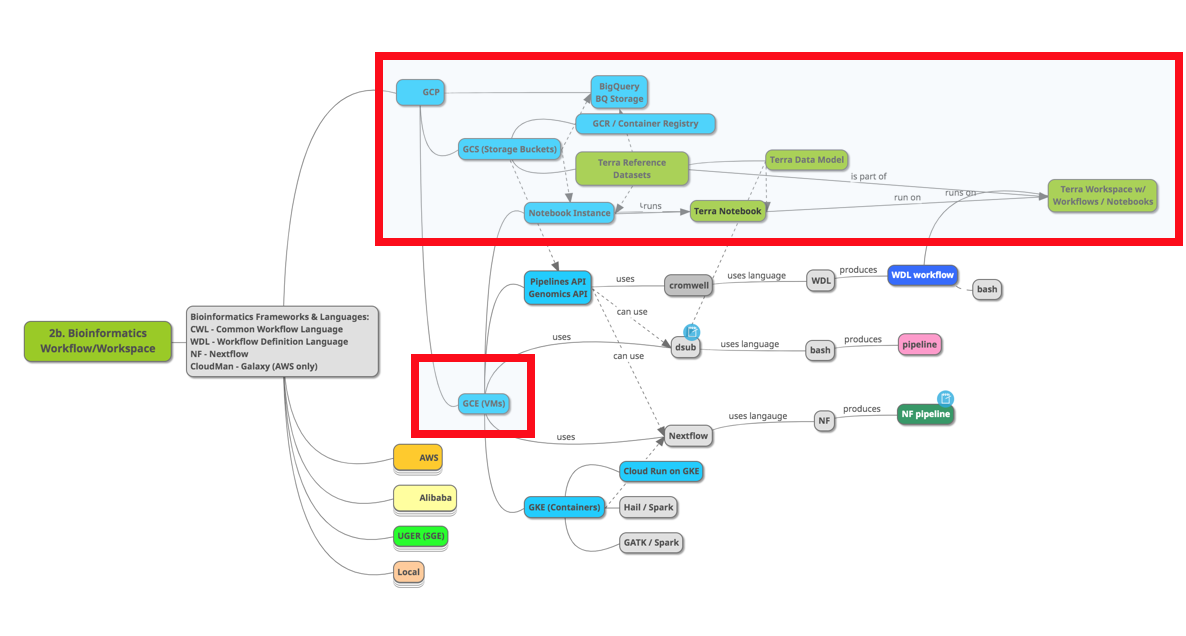 GCP
BigQuery
BQ Storage
GCR / Container Registry
GCS (Storage Buckets)
Terra Reference
Datasets
Terra Data Model
is part of
Terra Workspace w/
Workflows / Notebooks
runs on
run on
Notebook Instance
runs
Terra Notebook
Pipelines API
Genomics API
uses
cromwell
uses language
WDL
produces
WDL workflow
bash
can use
2b. Bioinformatics
Workflow/Workspace
Bioinformatics Frameworks & Languages:
CWL - Common Workflow Language
WDL - Workflow Definition Language
NF - Nextflow
CloudMan - Galaxy (AWS only)
uses
dsub
uses language
bash
produces
pipeline
can use
GCE (VMs)
uses
Nextflow
uses langauge
NF
produces
NF pipeline
AWS
Cloud Run on GKE
Alibaba
GKE (Containers)
Hail / Spark
UGER (SGE)
GATK / Spark
Local